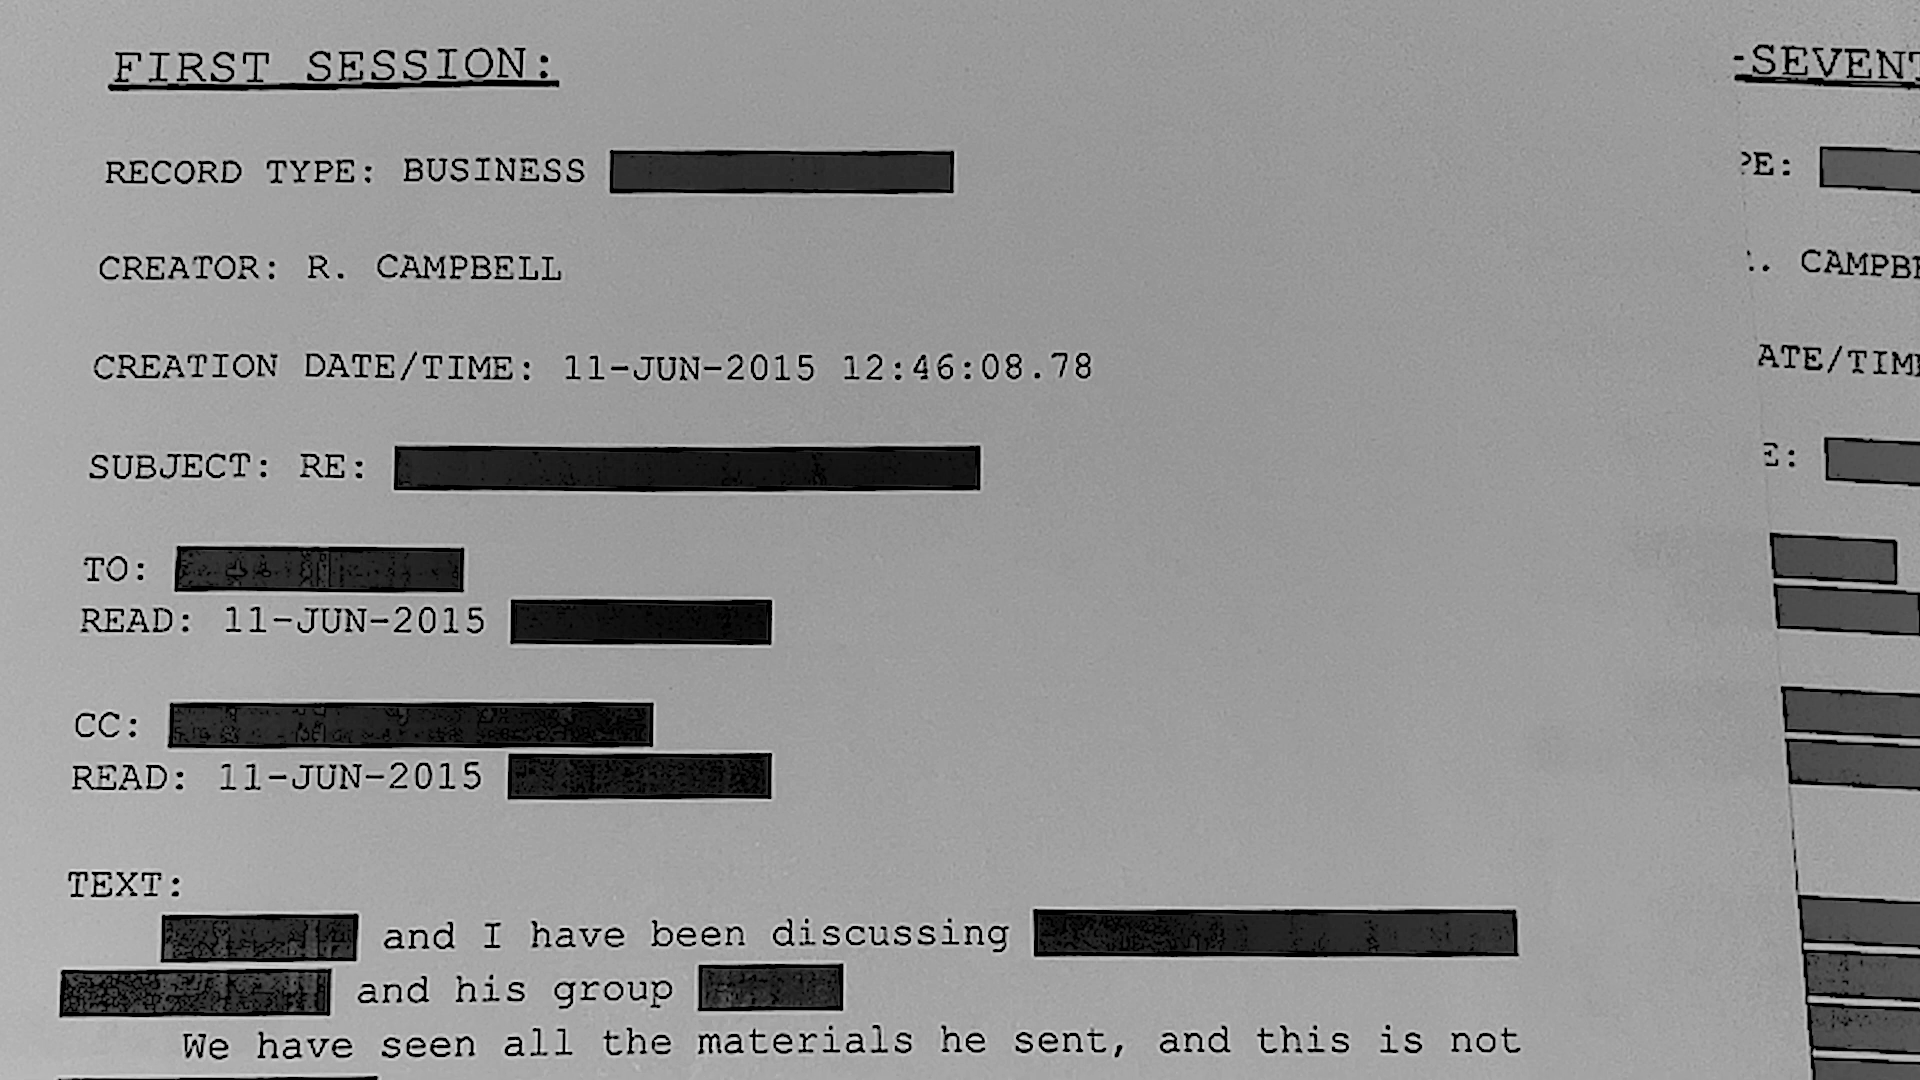 FIRST SESSION:
RECORD TYPE: BUSINESS
CREATOR: R. CAMPBELL
CREATION DATE/TIME: 11-JUN-2015 12:46:08.78
SUBJECT: RE:
TO:
READ: 11-JUN-2015
CC:
READ: 11-JUN-2015
TEXT:
and I have been discussing
and his group
We have seen all the materials he sent, and this is not